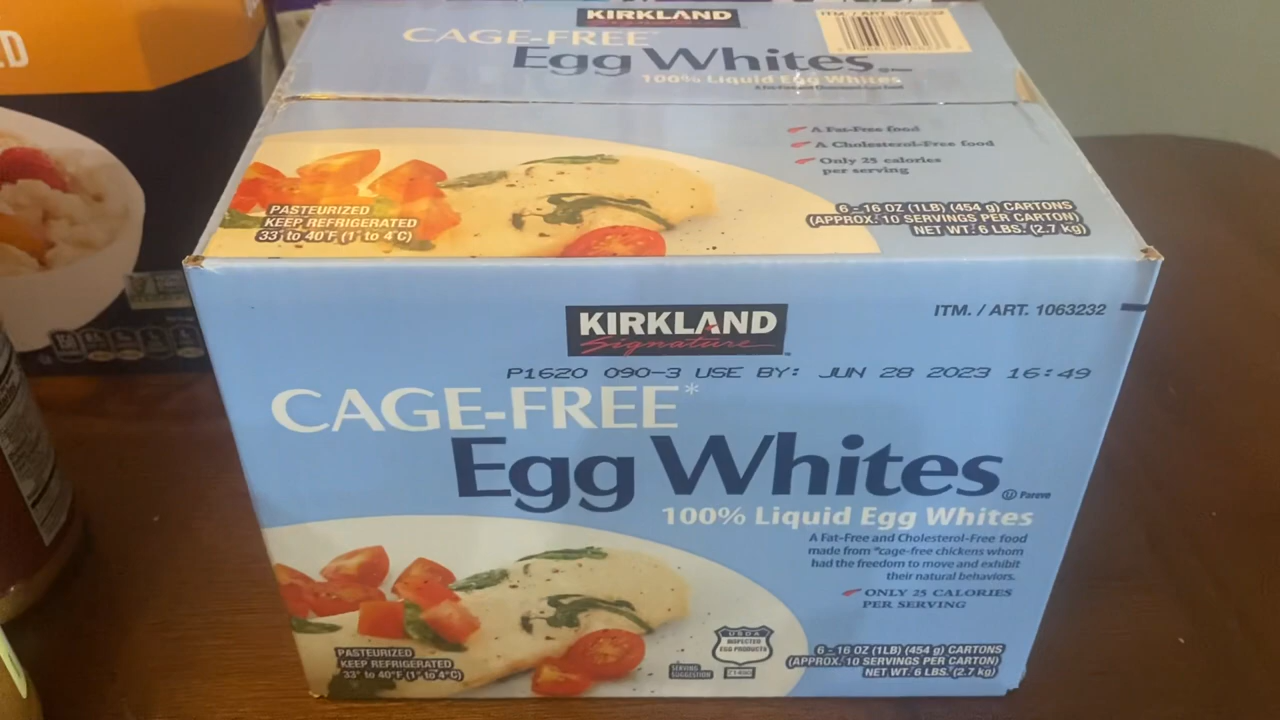 KIRKLAND
ITM. / ART. 1063232
CAGE-FREE*
Egg Whites
100% Liquid Egg Whites
A Fat-Free food
A Cholesterol-Free food
Only 25 calories
per serving
PASTEURIZED
KEEP REFRIGERATED
33° to 40°F (1° to 4°C)
6 - 16 OZ (1LB) (454 g) CARTONS
(APPROX. 10 SERVINGS PER CARTON)
NET WT. 6 LBS. (2.7 kg)
KIRKLAND
Signature
ITM. / ART. 1063232
P1620 090-3 USE BY: JUN 28 2023 16:49
CAGE-FREE*
Egg Whites
Ⓤ Pareve
100% Liquid Egg Whites
A Fat-Free and Cholesterol-Free food
made from *cage-free chickens whom
had the freedom to move and exhibit
their natural behaviors.
ONLY 25 CALORIES
PER SERVING
PASTEURIZED
KEEP REFRIGERATED
33° to 40°F (1° to 4°C)
SERVING
SUGGESTION
USDA
INSPECTED
EGG PRODUCTS
6 - 16 OZ (1LB) (454 g) CARTONS
(APPROX. 10 SERVINGS PER CARTON)
NET WT. 6 LBS. (2.7 kg)